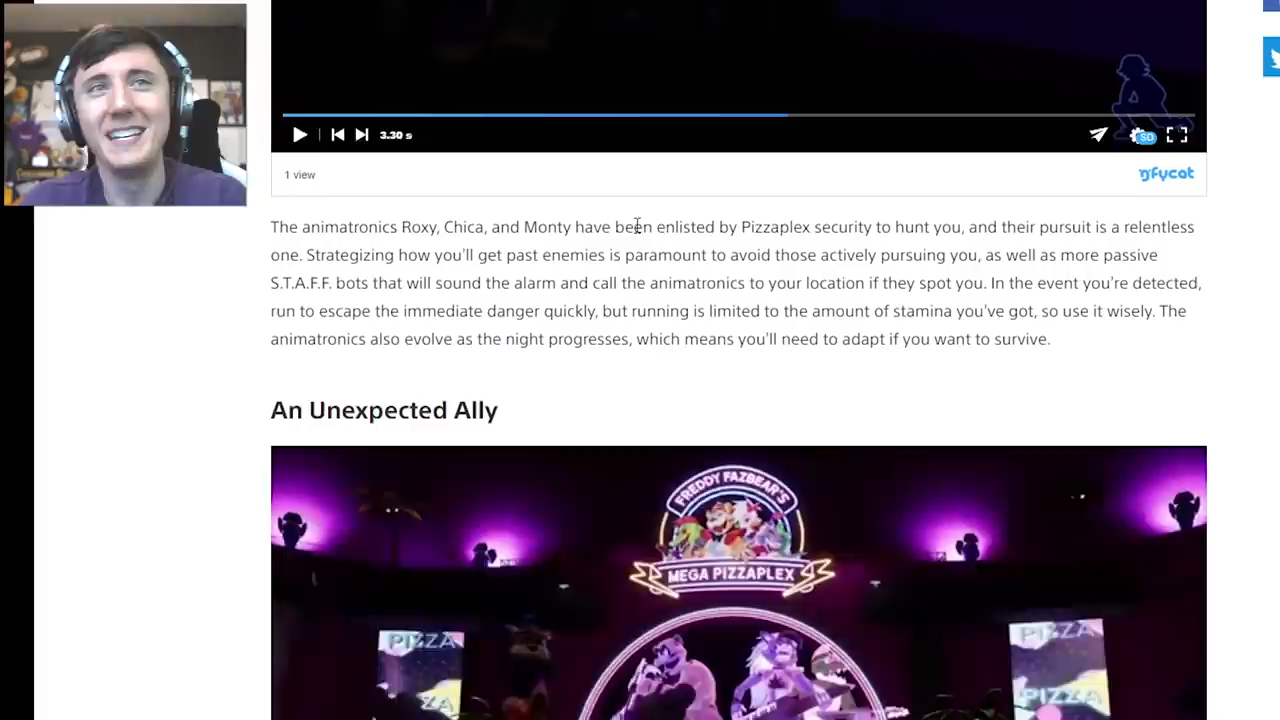 3.30 s
SD
1 view
gfycat
The animatronics Roxy, Chica, and Monty have been enlisted by Pizzaplex security to hunt you, and their pursuit is a relentless
one. Strategizing how you'll get past enemies is paramount to avoid those actively pursuing you, as well as more passive
S.T.A.F.F. bots that will sound the alarm and call the animatronics to your location if they spot you. In the event you're detected,
run to escape the immediate danger quickly, but running is limited to the amount of stamina you've got, so use it wisely. The
animatronics also evolve as the night progresses, which means you'll need to adapt if you want to survive.
An Unexpected Ally
FREDDY FAZBEAR'S
MEGA PIZZAPLEX
PIZZA
PIZZA
ZA
PIZZA